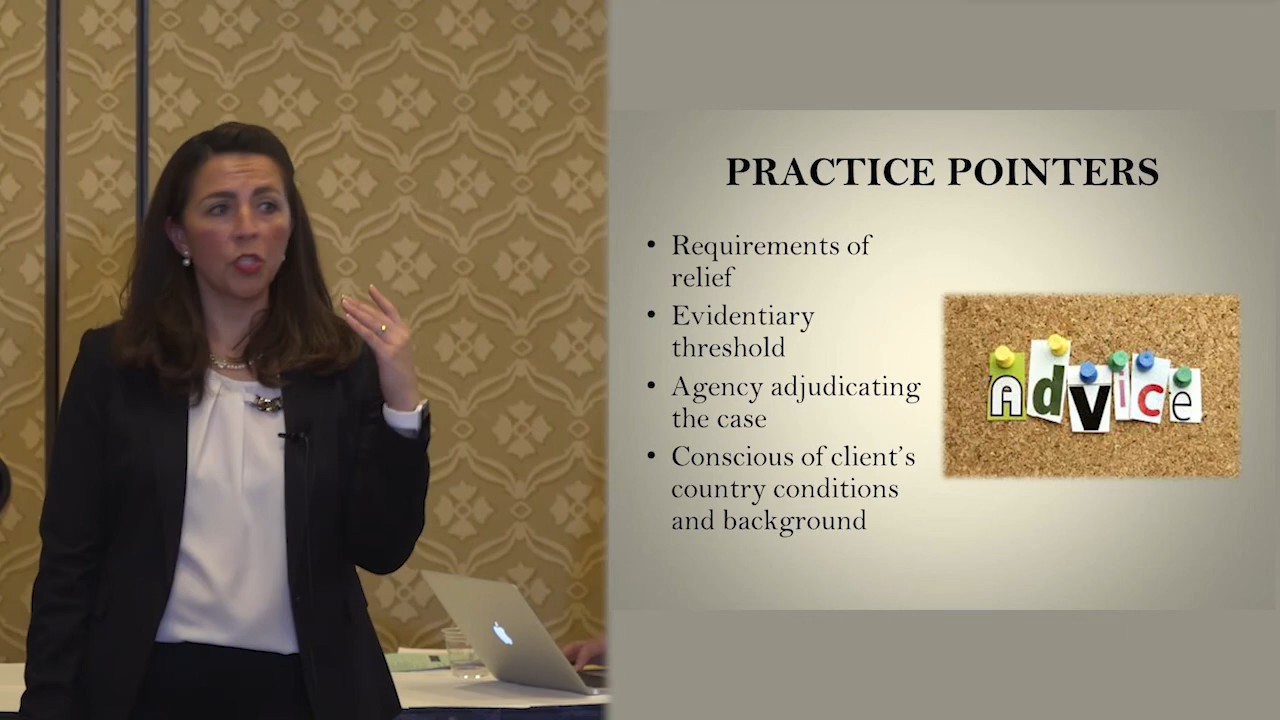 PRACTICE POINTERS
• Requirements of
relief
• Evidentiary
threshold
• Agency adjudicating
the case
• Conscious of client's
country conditions
and background
Advice